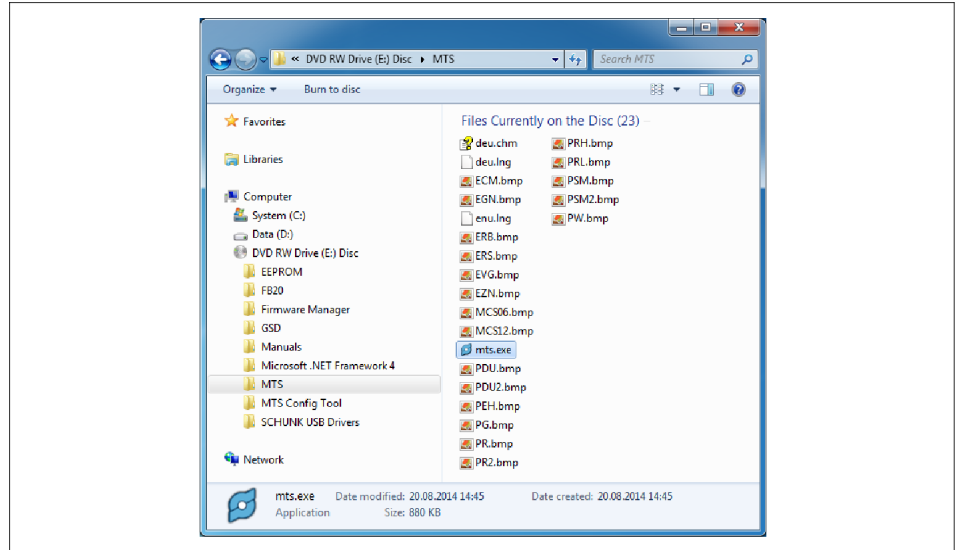 « DVD RW Drive (E:) Disc ▸ MTS
Search MTS
Organize
Burn to disc
Favorites
Libraries
Computer
System (C:)
Data (D:)
DVD RW Drive (E:) Disc
EEPROM
FB20
Firmware Manager
GSD
Manuals
Microsoft .NET Framework 4
MTS
MTS Config Tool
SCHUNK USB Drivers
Network
Files Currently on the Disc (23)
deu.chm
deu.lng
ECM.bmp
EGN.bmp
enu.lng
ERB.bmp
ERS.bmp
EVG.bmp
EZN.bmp
MCS06.bmp
MCS12.bmp
mts.exe
PDU.bmp
PDU2.bmp
PEH.bmp
PG.bmp
PR.bmp
PR2.bmp
PRH.bmp
PRL.bmp
PSM.bmp
PSM2.bmp
PW.bmp
mts.exe Date modified: 20.08.2014 14:45 Date created: 20.08.2014 14:45
Application Size: 880 KB